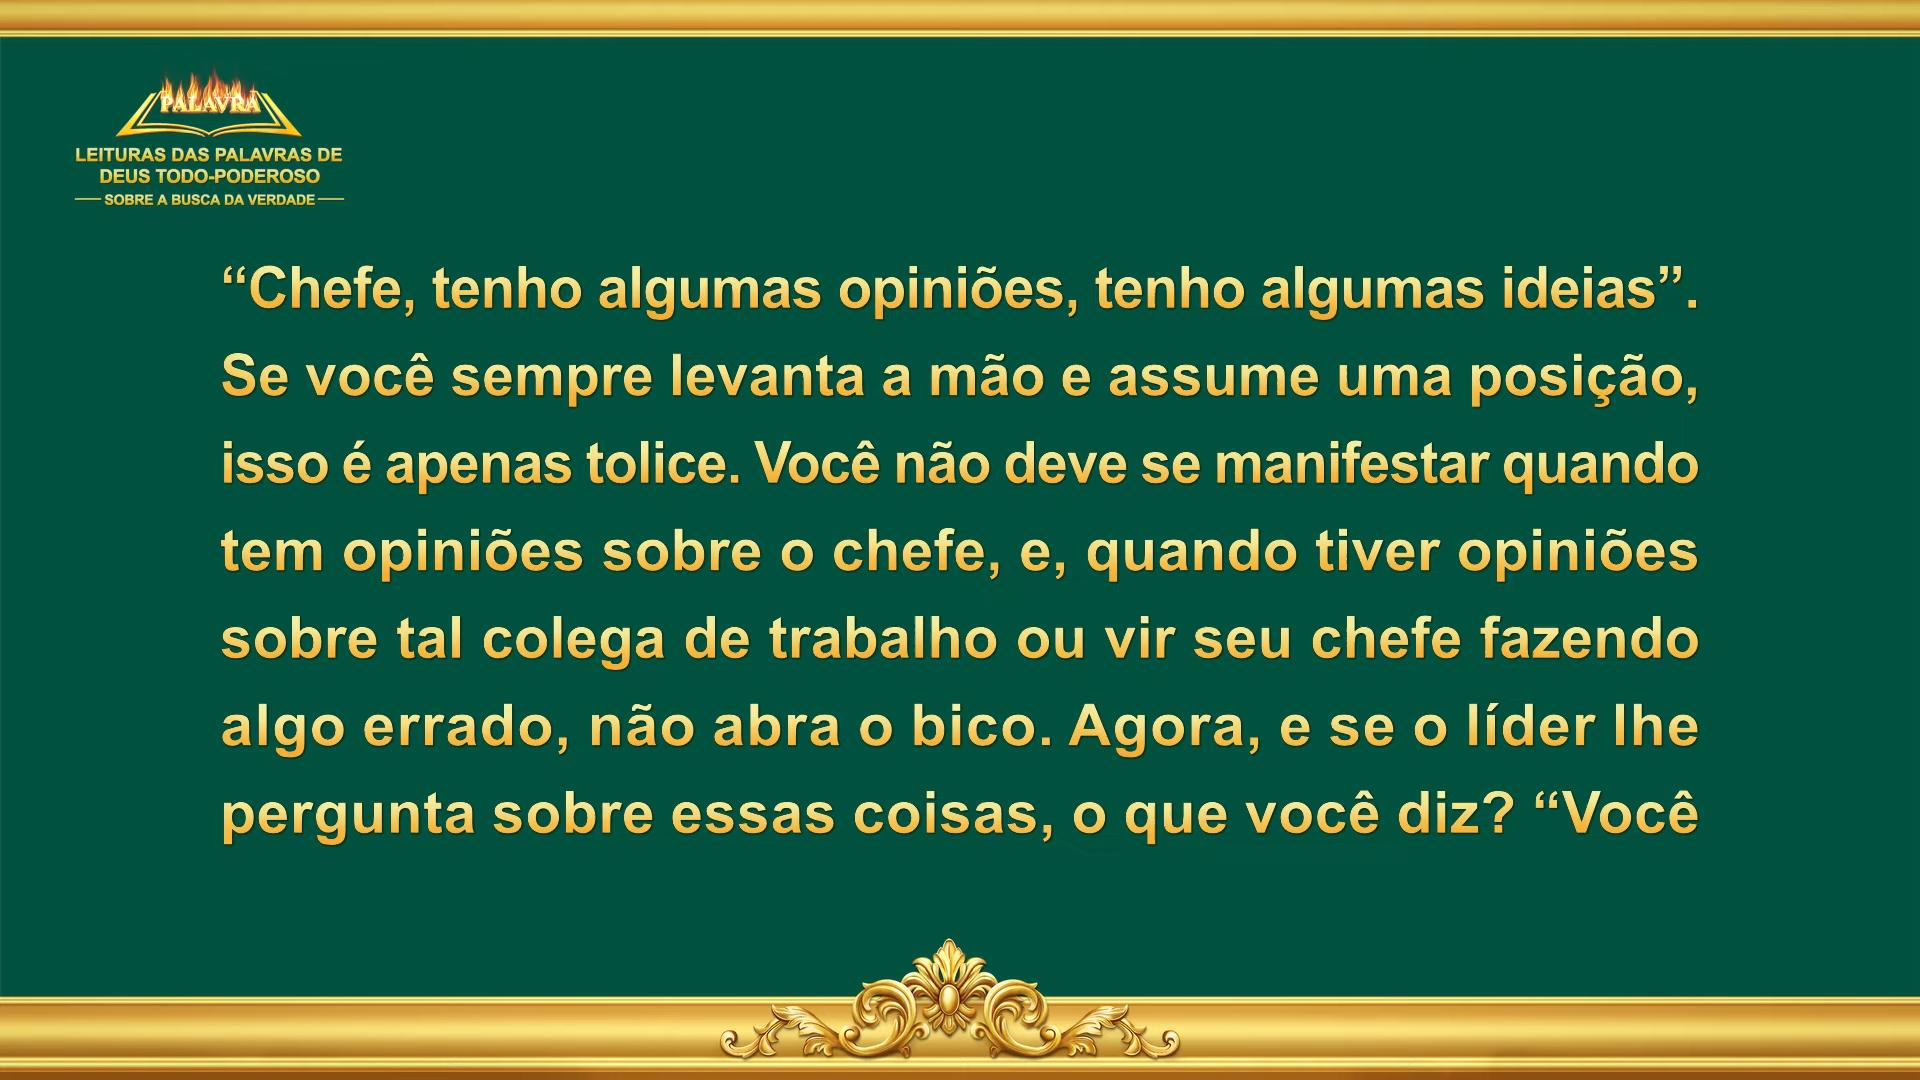 PALAVRA
LEITURAS DAS PALAVRAS DE
DEUS TODO-PODEROSO
SOBRE A BUSCA DA VERDADE
“Chefe, tenho algumas opiniões, tenho algumas ideias”.
Se você sempre levanta a mão e assume uma posição,
isso é apenas tolice. Você não deve se manifestar quando
tem opiniões sobre o chefe, e, quando tiver opiniões
sobre tal colega de trabalho ou vir seu chefe fazendo
algo errado, não abra o bico. Agora, e se o líder lhe
pergunta sobre essas coisas, o que você diz? “Você